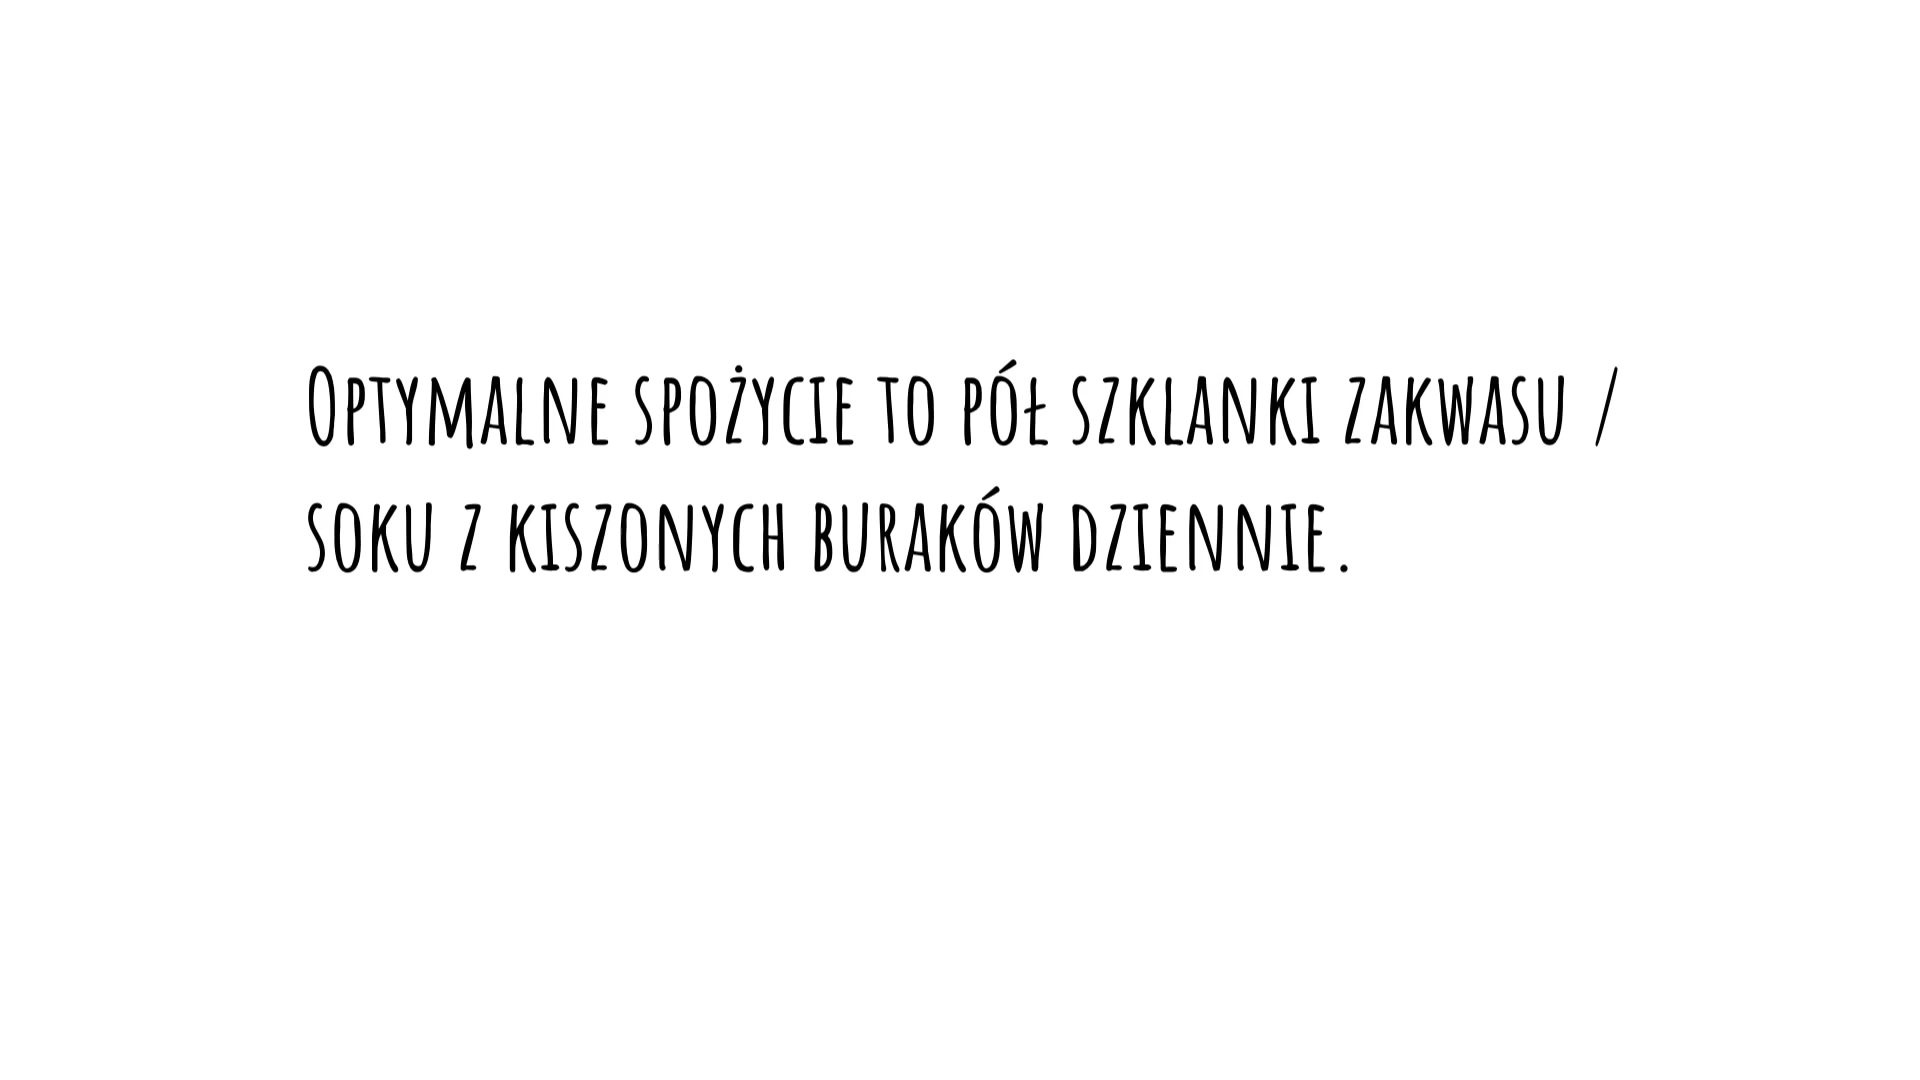 Optymalne spożycie to pół szklanki zakwasu /
soku z kiszonych buraków dziennie.